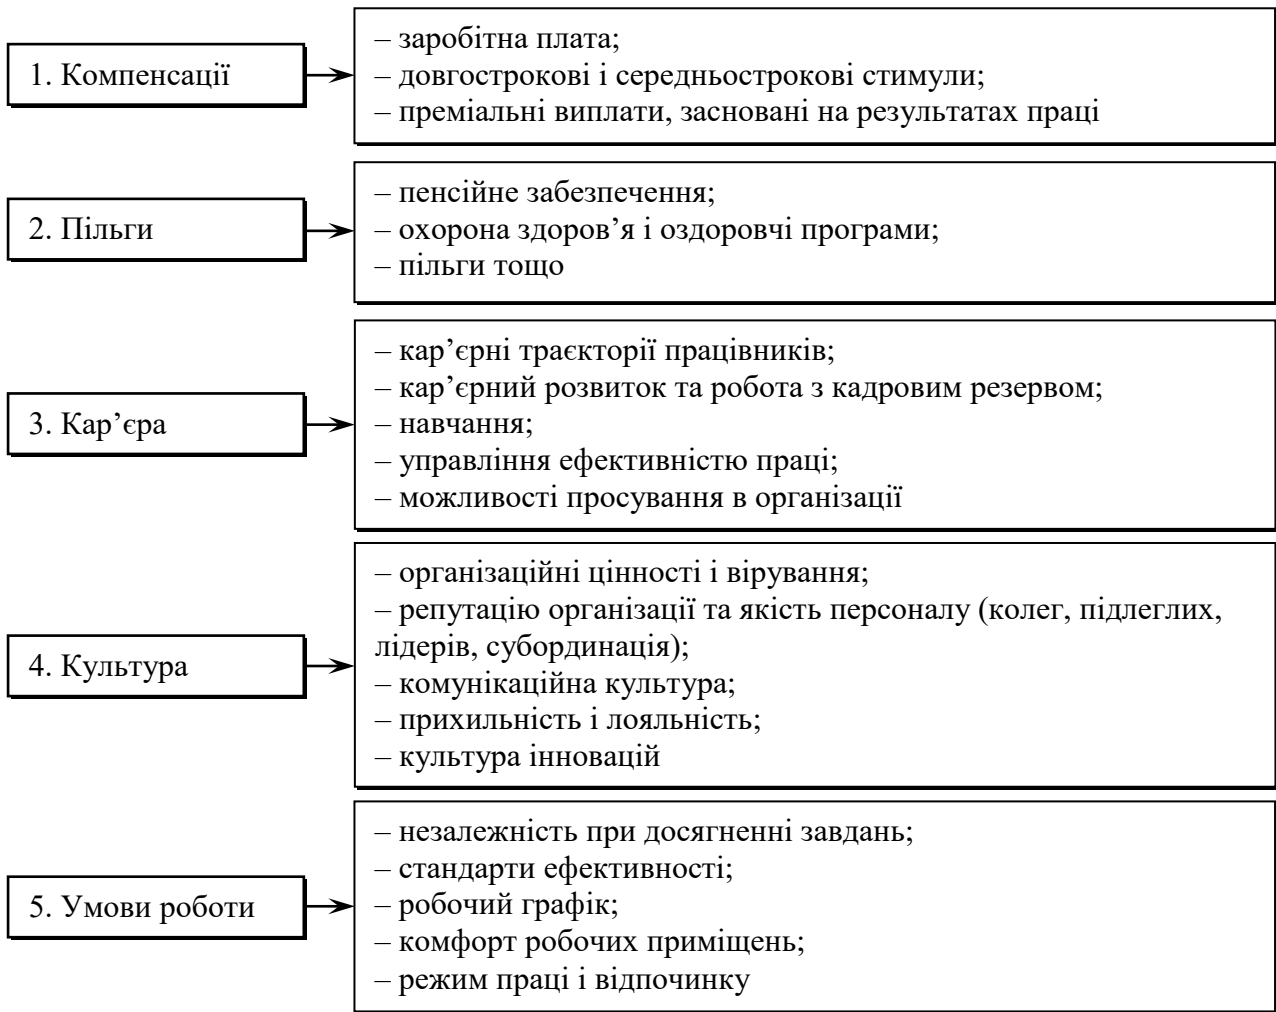 1. Компенсації
– заробітна плата;
– довгострокові і середньострокові стимули;
– преміальні виплати, засновані на результатах праці
2. Пільги
– пенсійне забезпечення;
– охорона здоров’я і оздоровчі програми;
– пільги тощо
3. Кар’єра
– кар’єрні траєкторії працівників;
– кар’єрний розвиток та робота з кадровим резервом;
– навчання;
– управління ефективністю праці;
– можливості просування в організації
4. Культура
– організаційні цінності і вірування;
– репутацію організації та якість персоналу (колег, підлеглих,
лідерів, субординація);
– комунікаційна культура;
– прихильність і лояльність;
– культура інновацій
5. Умови роботи
– незалежність при досягненні завдань;
– стандарти ефективності;
– робочий графік;
– комфорт робочих приміщень;
– режим праці і відпочинку